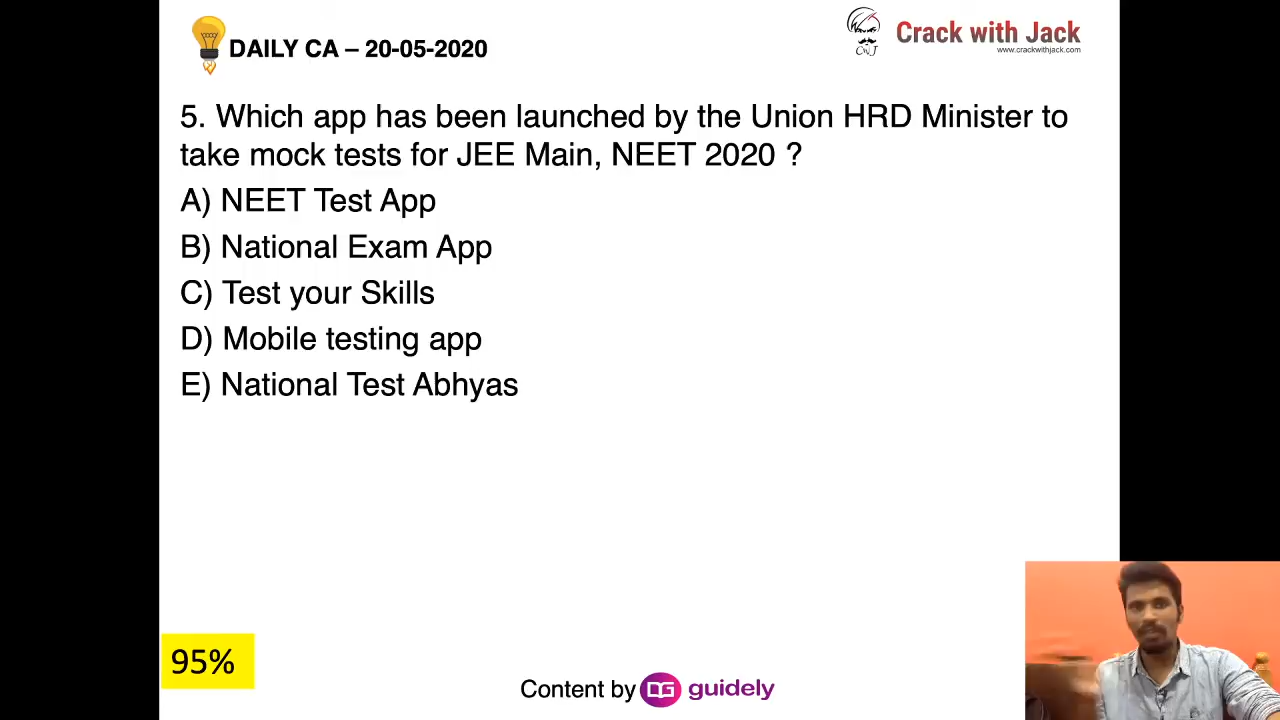 DAILY CA – 20-05-2020
Crack with Jack
www.crackwithjack.com
CwJ
5. Which app has been launched by the Union HRD Minister to
take mock tests for JEE Main, NEET 2020 ?
A) NEET Test App
B) National Exam App
C) Test your Skills
D) Mobile testing app
E) National Test Abhyas
95%
Content by guidely